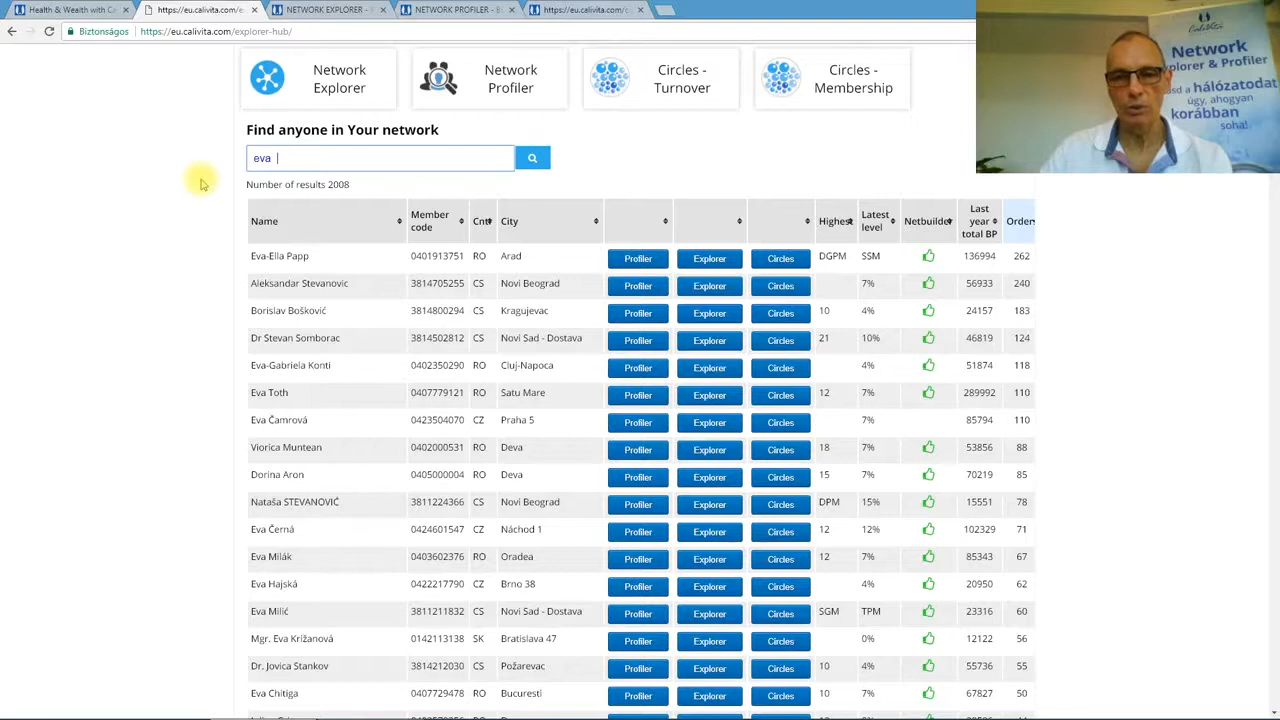 Health & Wealth with Ca
https://eu.calivita.com/e
NETWORK EXPLORER -
NETWORK PROFILER - B
https://eu.calivita.com/c
Biztonságos
https://eu.calivita.com/explorer-hub/
Network Explorer
Network Profiler
Circles - Turnover
Circles - Membership
CaliVita
Network
Explorer & Profiler
a hálózatodat
úgy, ahogyan
korábban
soha!
Find anyone in Your network
eva
Number of results 2008
Name Member code Cnt City Highest Latest level Netbuilder Last year total BP Order
Eva-Ella Papp 0401913751 RO Arad Profiler Explorer Circles DGPM SSM 136994 262
Aleksandar Stevanovic 3814705255 CS Novi Beograd Profiler Explorer Circles 7% 56933 240
Borislav Bošković 3814800294 CS Kragujevac Profiler Explorer Circles 10 4% 24157 183
Dr Stevan Somborac 3814502812 CS Novi Sad - Dostava Profiler Explorer Circles 21 10% 46819 124
Eva-Gabriela Konti 0402350290 RO Cluj-Napoca Profiler Explorer Circles 4% 51874 118
Eva Toth 0407779121 RO Satu Mare Profiler Explorer Circles 12 7% 289992 110
Eva Čamrová 0423504070 CZ Praha 5 Profiler Explorer Circles 7% 85794 110
Viorica Muntean 0402000531 RO Deva Profiler Explorer Circles 18 7% 53856 88
Dorina Aron 0405000004 RO Deva Profiler Explorer Circles 15 7% 70219 85
Nataša STEVANOVIĆ 3811224366 CS Novi Beograd Profiler Explorer Circles DPM 15% 15551 78
Eva Černá 0424601547 CZ Náchod 1 Profiler Explorer Circles 12 12% 102329 71
Eva Milák 0403602376 RO Oradea Profiler Explorer Circles 12 7% 85343 67
Eva Hajská 0422217790 CZ Brno 38 Profiler Explorer Circles 4% 20950 62
Eva Milić 3811211832 CS Novi Sad - Dostava Profiler Explorer Circles SGM TPM 23316 60
Mgr. Eva Križanová 0142113138 SK Bratislava 47 Profiler Explorer Circles 0% 12122 56
Dr. Jovica Stankov 3814212030 CS Požarevac Profiler Explorer Circles 10 4% 55736 55
Eva Chitiga 0407729478 RO Bucuresti Profiler Explorer Circles 10 7% 67827 50